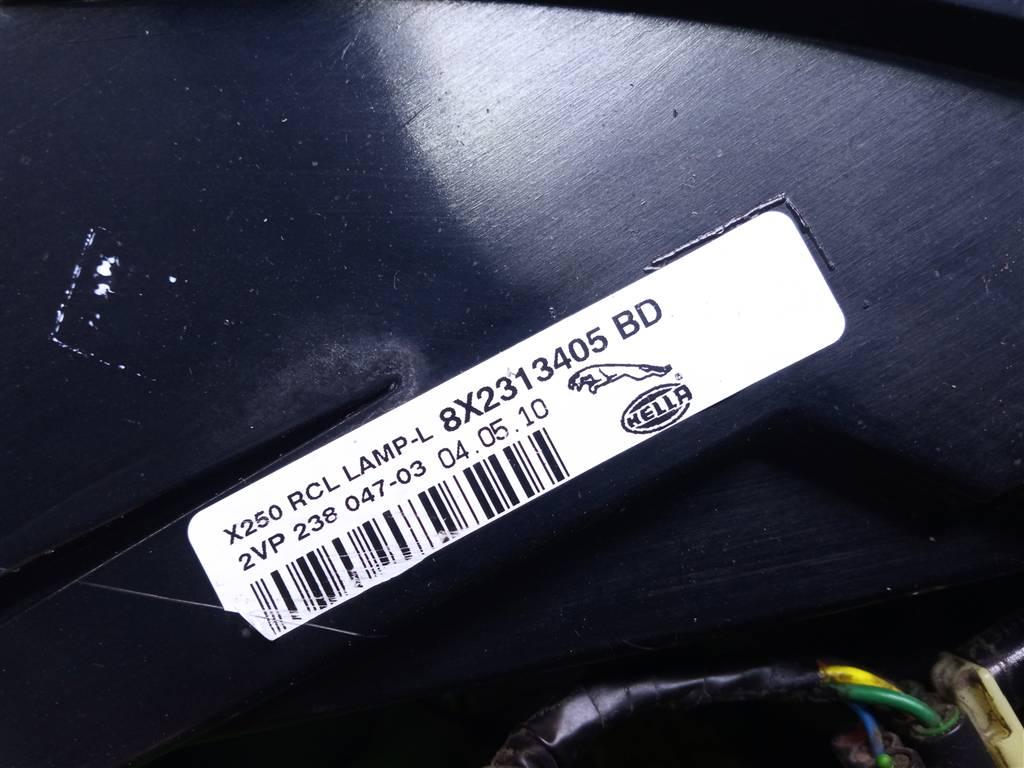 X250 RCL LAMP-L 8X2313405 BD
2VP 238 047-03 04.05.10
HELLA